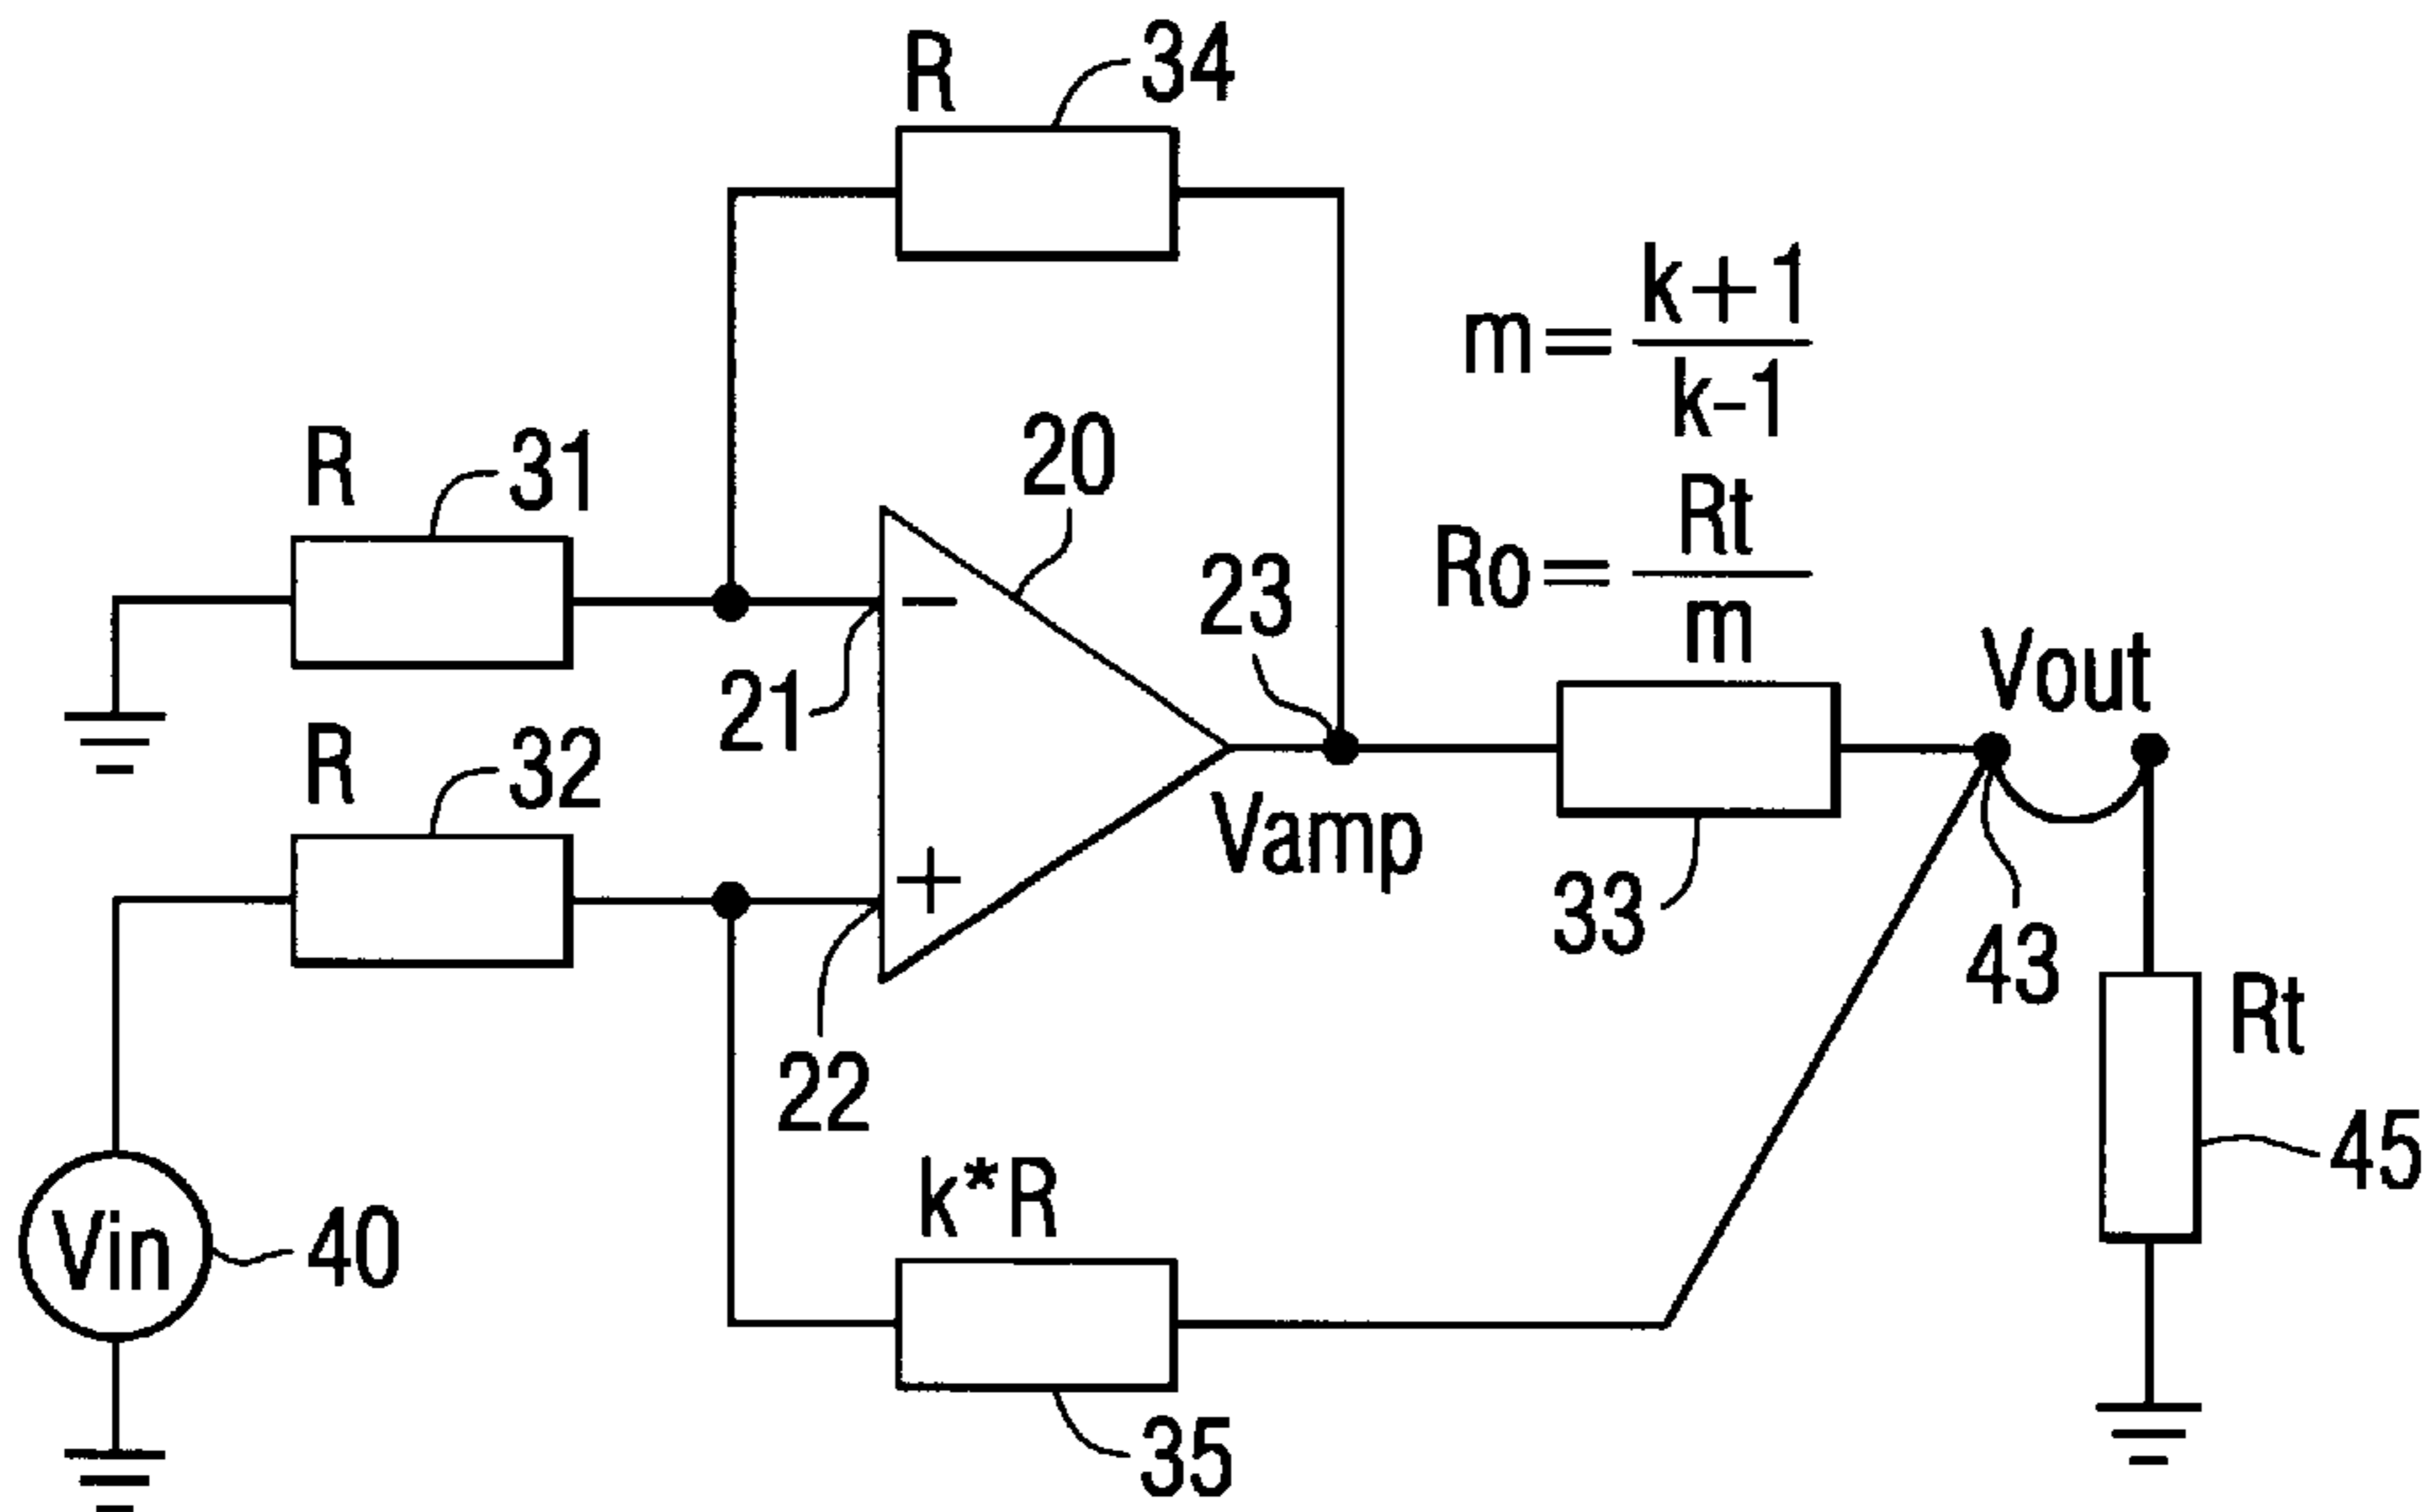 R
34
m=k+1/k-1
R
31
20
Ro=Rt/m
23
Vout
21
R
32
Vamp
33
43
22
Rt
k*R
45
Vin
40
35